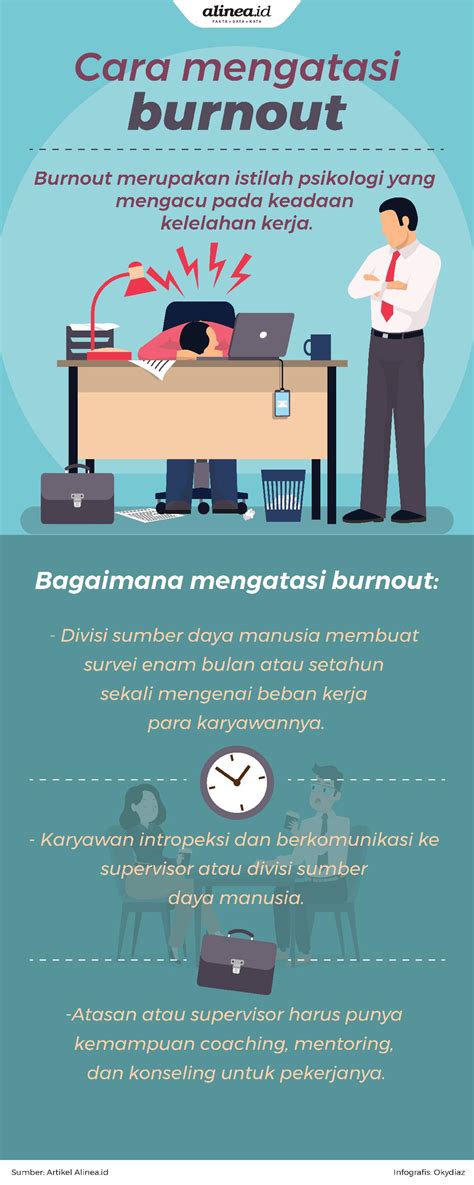 alinea.id
FAKTA • DATA • KATA
Cara mengatasi
burnout
Burnout merupakan istilah psikologi yang
mengacu pada keadaan
kelelahan kerja.
Bagaimana mengatasi burnout:
- Divisi sumber daya manusia membuat
survei enam bulan atau setahun
sekali mengenai beban kerja
para karyawannya.
- Karyawan intropeksi dan berkomunikasi ke
supervisor atau divisi sumber
daya manusia.
-Atasan atau supervisor harus punya
kemampuan coaching, mentoring,
dan konseling untuk pekerjanya.
Sumber: Artikel Alinea.id
Infografis: Okydiaz